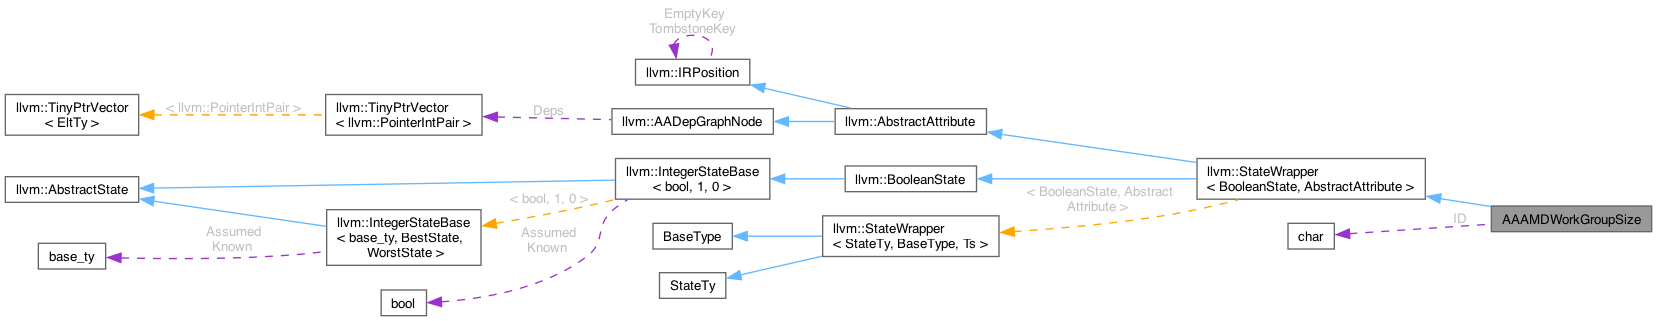 EmptyKey
TombstoneKey
llvm::IRPosition
llvm::TinyPtrVector
< EltTy >
< llvm::PointerIntPair >
llvm::TinyPtrVector
< llvm::PointerIntPair >
Deps
llvm::AADepGraphNode
llvm::AbstractAttribute
llvm::AbstractState
llvm::IntegerStateBase
< bool, 1, 0 >
llvm::BooleanState
llvm::StateWrapper
< BooleanState, AbstractAttribute >
< bool, 1, 0 >
< BooleanState, Abstract
Attribute >
llvm::IntegerStateBase
< base_ty, BestState,
WorstState >
Assumed
Known
base_ty
Assumed
Known
bool
BaseType
StateTy
llvm::StateWrapper
< StateTy, BaseType, Ts >
char
ID
AAAMDWorkGroupSize